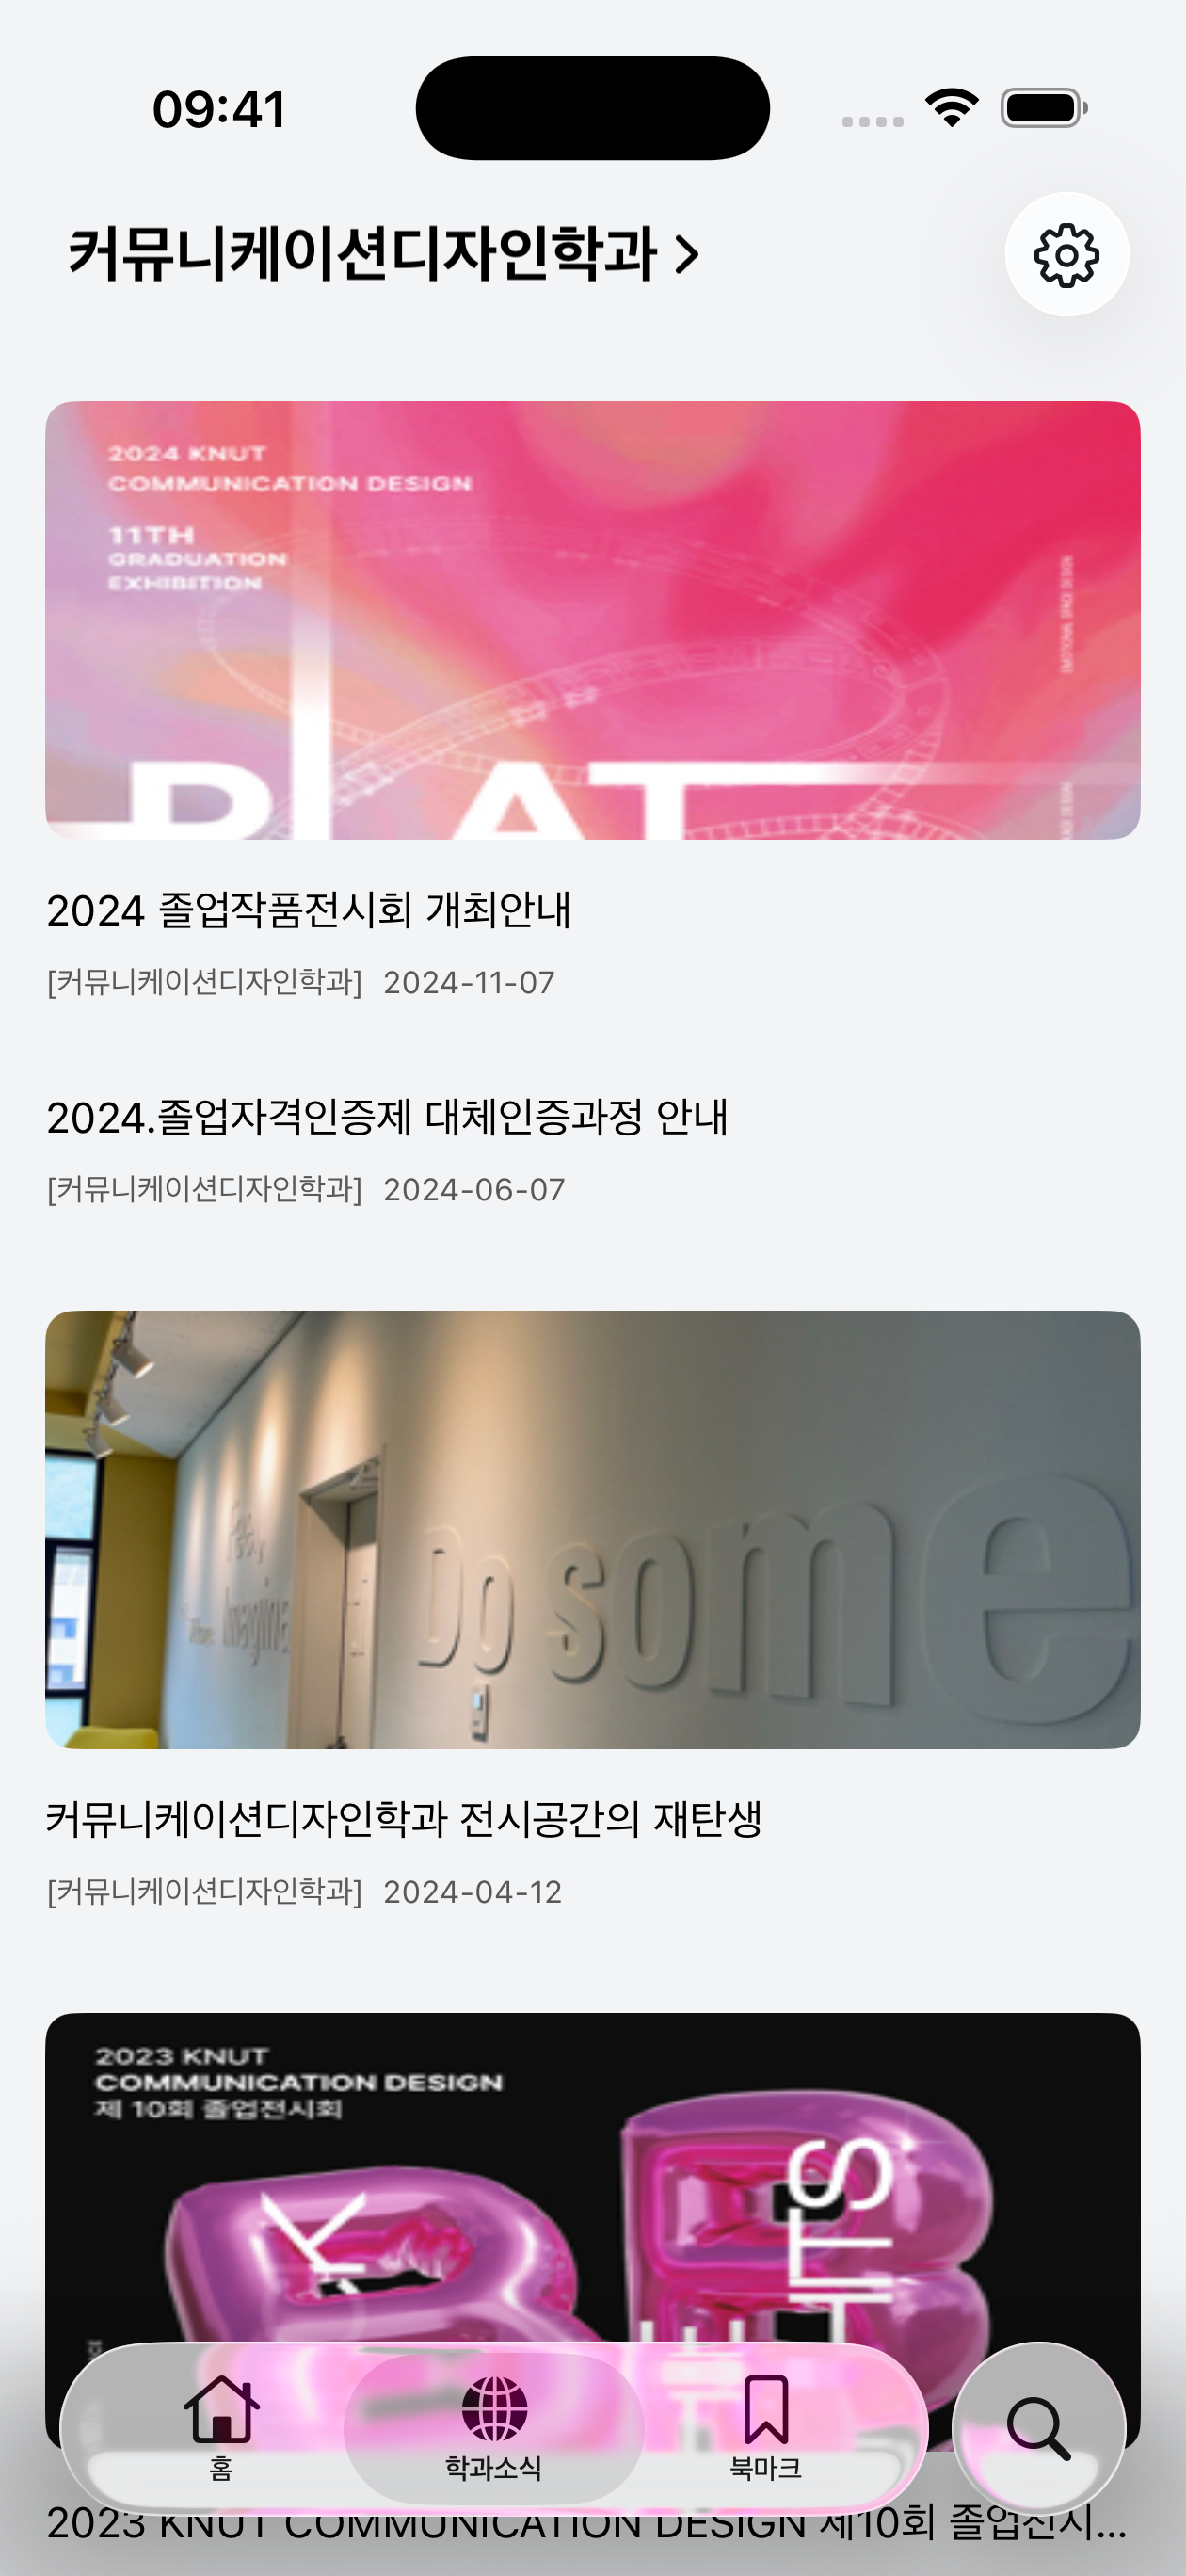 09:41
커뮤니케이션디자인학과
2024 KNUT
COMMUNICATION DESIGN
11TH
GRADUATION
EXHIBITION
EMOTIONAL SPACE DESIGN
2024 졸업작품전시회 개최안내
[커뮤니케이션디자인학과] 2024-11-07
2024.졸업자격인증제 대체인증과정 안내
[커뮤니케이션디자인학과] 2024-06-07
Do some
커뮤니케이션디자인학과 전시공간의 재탄생
[커뮤니케이션디자인학과] 2024-04-12
2023 KNUT
COMMUNICATION DESIGN
제 10회 졸업전시회
홈
학과소식
북마크
2023 KNUT COMMUNICATION DESIGN 제10회 졸업전시...